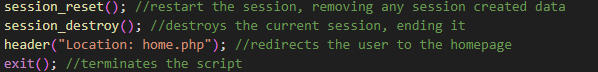 session_reset(); //restart the session, removing any session created data
session_destroy(); //destroys the current session, ending it
header("Location: home.php"); //redirects the user to the homepage
exit(); //terminates the script